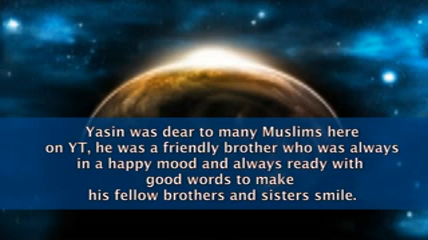 Yasin was dear to many Muslims here
on YT, he was a friendly brother who was always
in a happy mood and always ready with
good words to make
his fellow brothers and sisters smile.